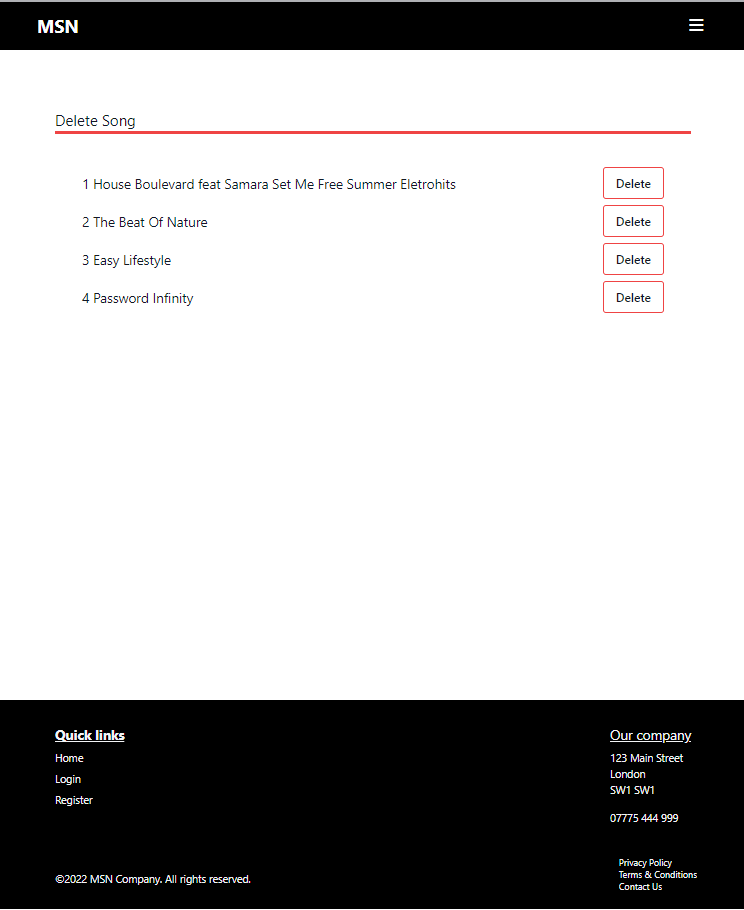 MSN
Delete Song
1 House Boulevard feat Samara Set Me Free Summer Eletrohits
Delete
2 The Beat Of Nature
Delete
3 Easy Lifestyle
Delete
4 Password Infinity
Delete
Quick links
Home
Login
Register
Our company
123 Main Street
London
SW1 SW1
07775 444 999
©2022 MSN Company. All rights reserved.
Privacy Policy
Terms & Conditions
Contact Us